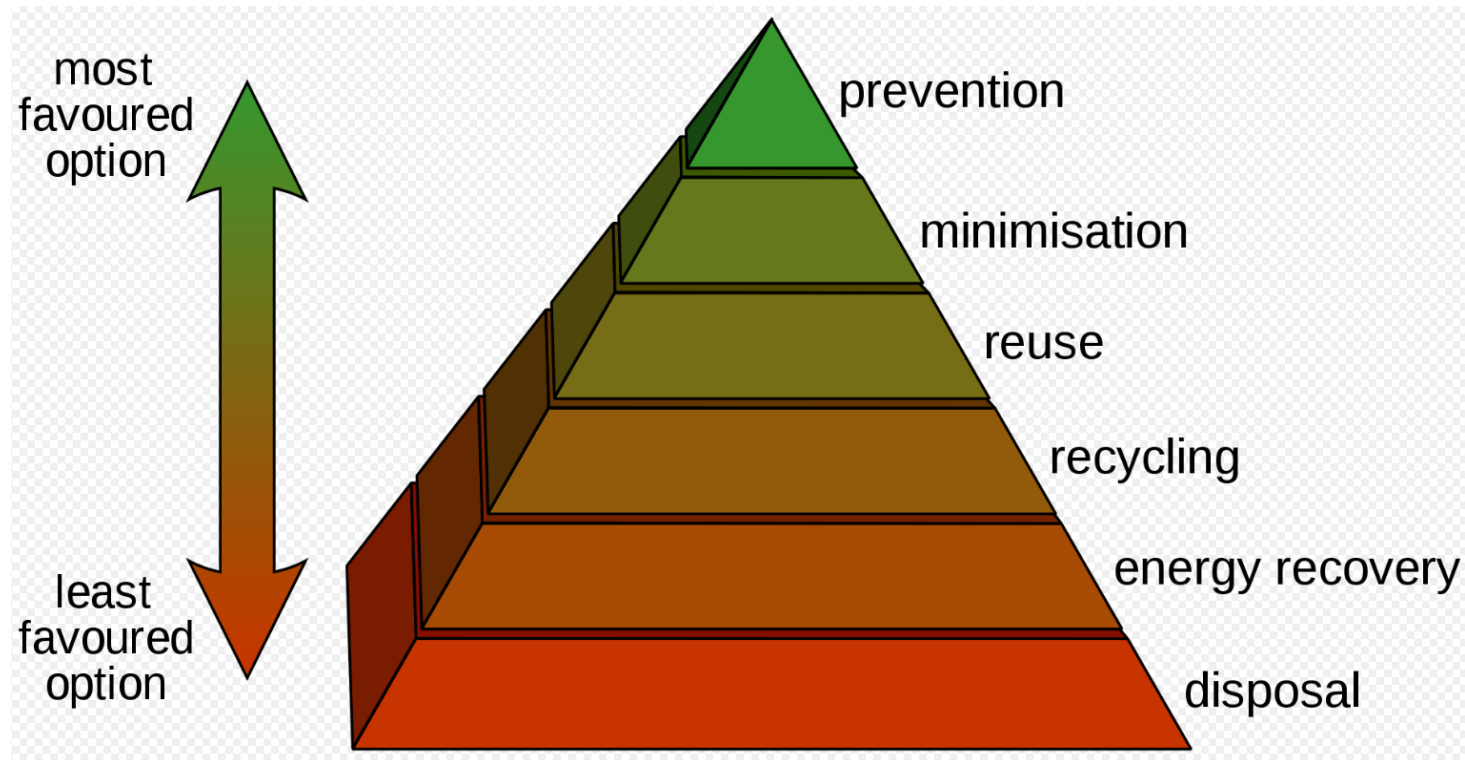 most
favoured
option
prevention
minimisation
reuse
recycling
energy recovery
disposal
least
favoured
option